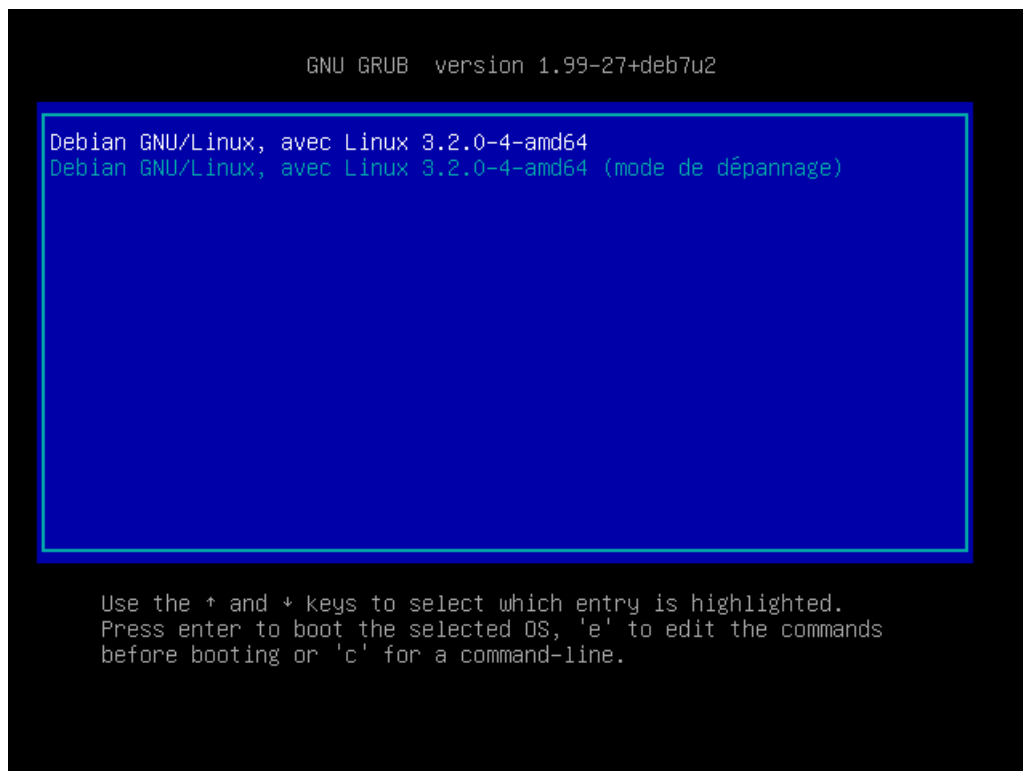 GNU GRUB  version 1.99-27+deb7u2
Debian GNU/Linux, avec Linux 3.2.0-4-amd64
Debian GNU/Linux, avec Linux 3.2.0-4-amd64 (mode de dépannage)
Use the ↑ and ↓ keys to select which entry is highlighted.
Press enter to boot the selected OS, 'e' to edit the commands
before booting or 'c' for a command-line.